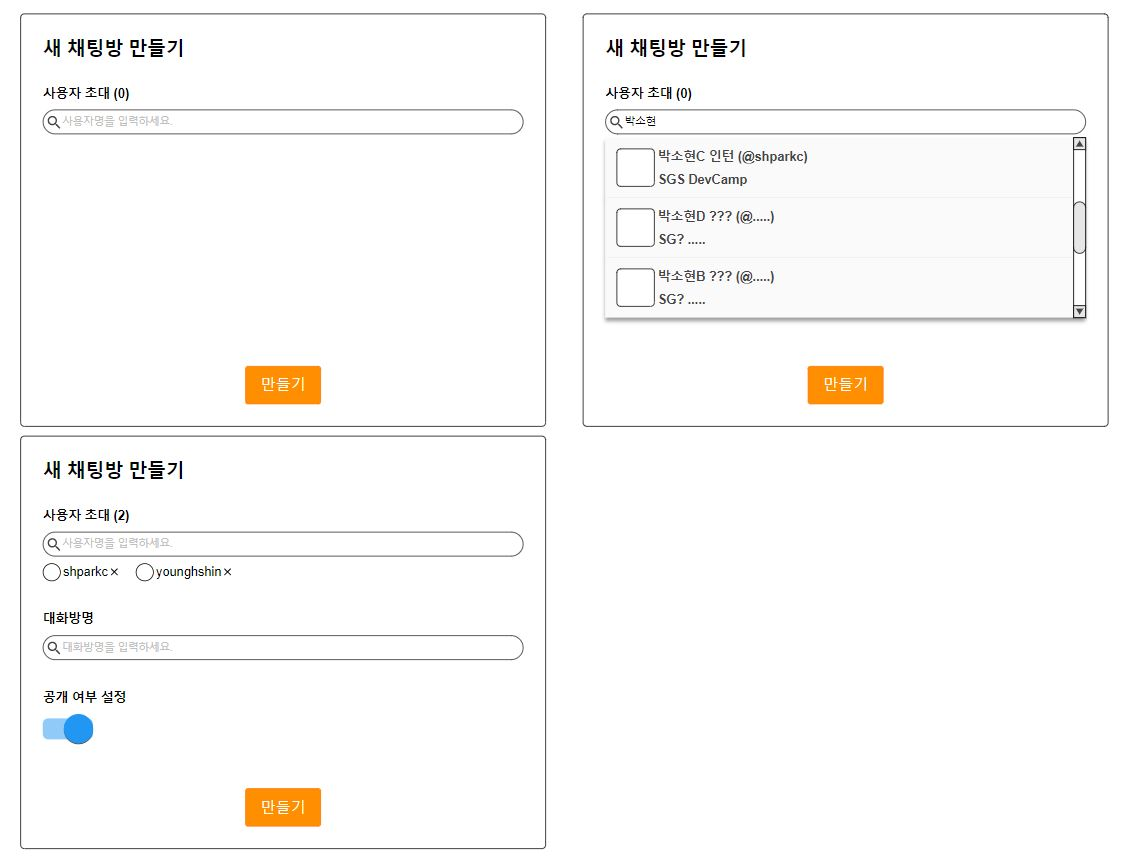 새 채팅방 만들기
사용자 초대 (0)
사용자명을 입력하세요.
만들기
새 채팅방 만들기
사용자 초대 (0)
박소현
박소현C 인턴 (@shparkc)
SGS DevCamp
박소현D ??? (@.....)
SG? .....
박소현B ??? (@.....)
SG? .....
만들기
새 채팅방 만들기
사용자 초대 (2)
사용자명을 입력하세요.
shparkc× younghshin×
대화방명
대화방명을 입력하세요.
공개 여부 설정
만들기